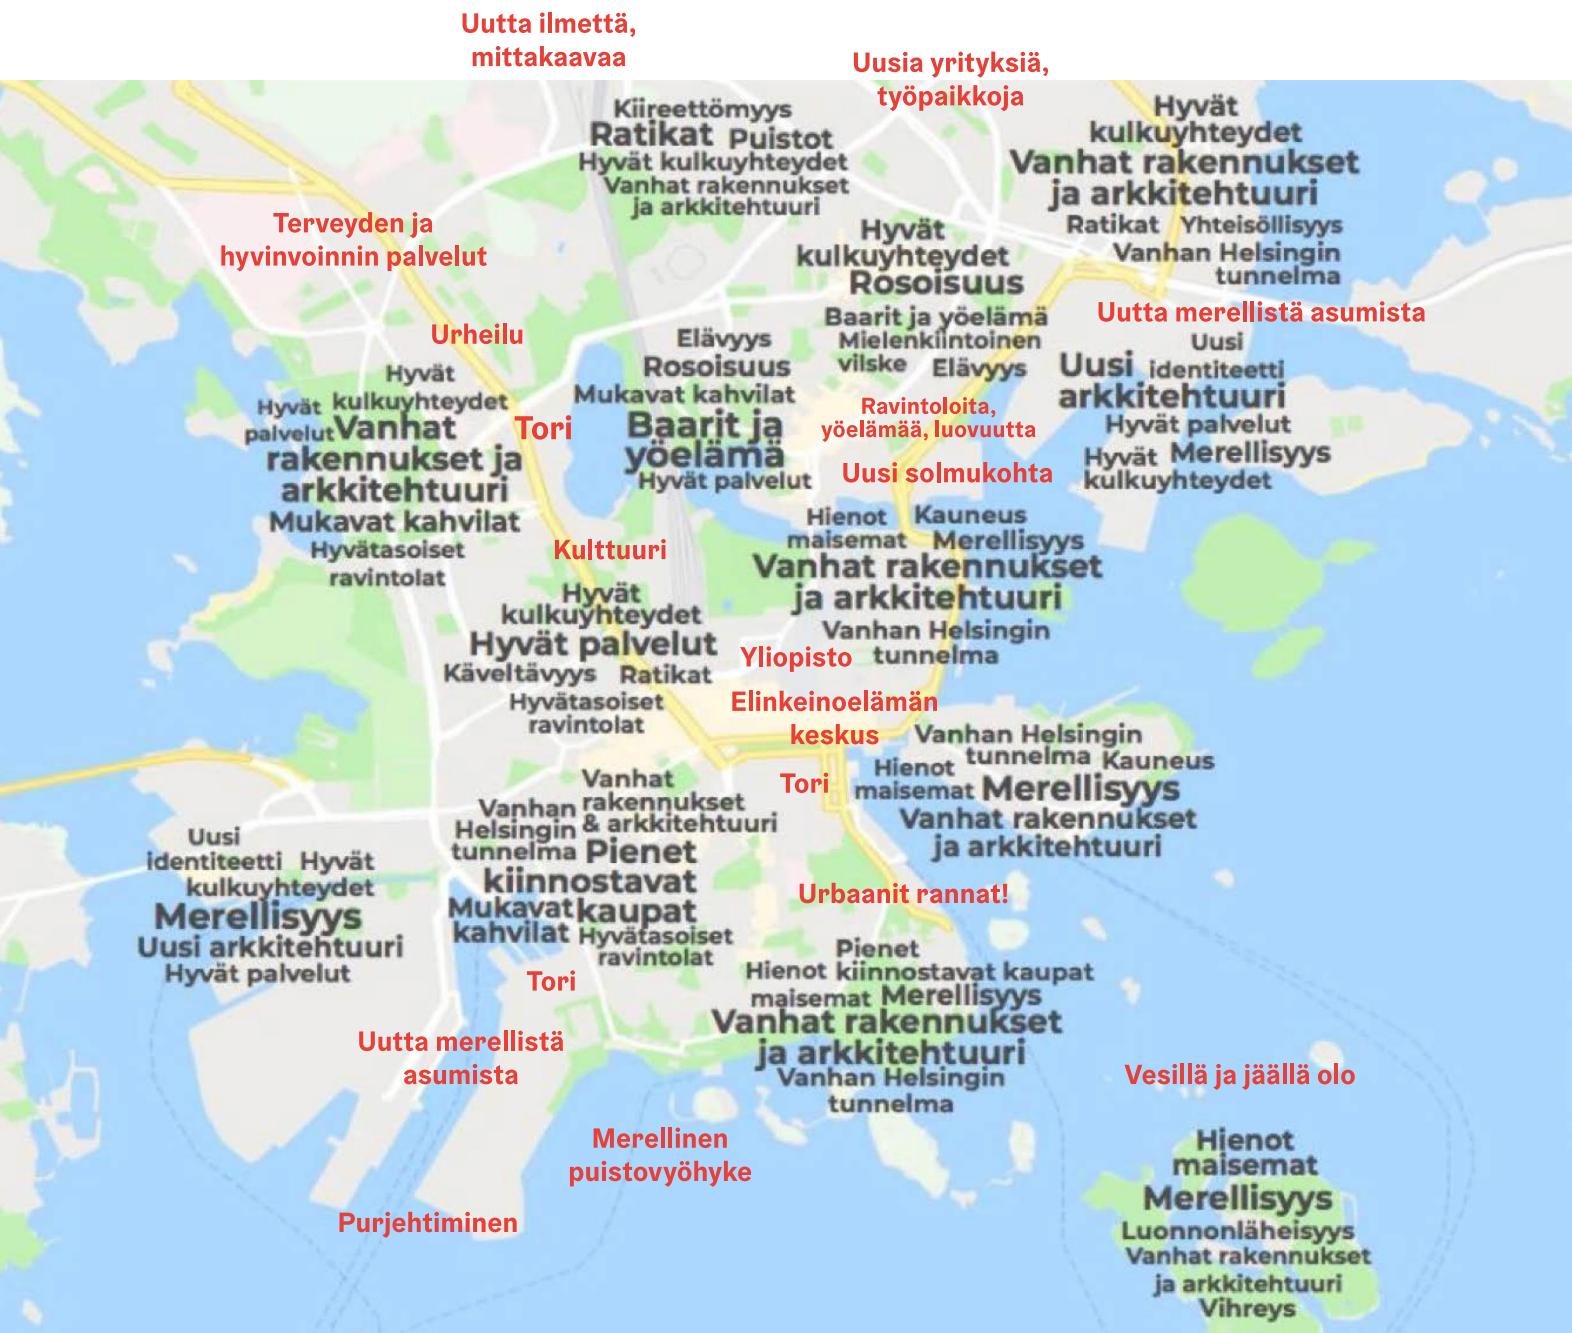 Uutta ilmettä,
mittakaavaa
Uusia yrityksiä,
työpaikkoja
Kiireettömyys
Ratikat Puistot
Hyvät kulkuyhteydet
Vanhat rakennukset
ja arkkitehtuuri
Hyvät
kulkuyhteydet
Vanhat rakennukset
ja arkkitehtuuri
Ratikat Yhteisöllisyys
Vanhan Helsingin
tunnelma
Terveyden ja
hyvinvoinnin palvelut
Hyvät
kulkuyhteydet
Rosoisuus
Baarit ja yöelämä
Mielenkiintoinen
vilske Elävyys
Uutta merellistä asumista
Urheilu
Elävyys
Rosoisuus
Mukavat kahvilat
Baarit ja
yöelämä
Hyvät palvelut
Uusi
Uusi identiteetti
arkkitehtuuri
Hyvät palvelut
Hyvät Merellisyys
kulkuyhteydet
Hyvät
Hyvät kulkuyhteydet
palvelut Vanhat
rakennukset ja
arkkitehtuuri
Mukavat kahvilat
Hyvätasoiset
ravintolat
Tori
Ravintoloita,
yöelämää, luovuutta
Uusi solmukohta
Hienot Kauneus
maisemat Merellisyys
Vanhat rakennukset
ja arkkitehtuuri
Vanhan Helsingin
tunnelma
Kulttuuri
Hyvät
kulkuyhteydet
Hyvät palvelut
Käveltävyys Ratikat
Hyvätasoiset
ravintolat
Yliopisto
Elinkeinoelämän
keskus
Tori
Vanhan Helsingin
tunnelma Kauneus
Hienot
maisemat Merellisyys
Vanhat rakennukset
ja arkkitehtuuri
Vanhat
Vanhan rakennukset
Helsingin & arkkitehtuuri
tunnelma Pienet
kiinnostavat
Mukavat kaupat
kahvilat Hyvätasoiset
ravintolat
Uusi
identiteetti Hyvät
kulkuyhteydet
Merellisyys
Uusi arkkitehtuuri
Hyvät palvelut
Urbaanit rannat!
Pienet
Hienot kiinnostavat kaupat
maisemat Merellisyys
Vanhat rakennukset
ja arkkitehtuuri
Vanhan Helsingin
tunnelma
Tori
Uutta merellistä
asumista
Vesillä ja jäällä olo
Merellinen
puistovyöhyke
Purjehtiminen
Hienot
maisemat
Merellisyys
Luonnonläheisyys
Vanhat rakennukset
ja arkkitehtuuri
Vihreys